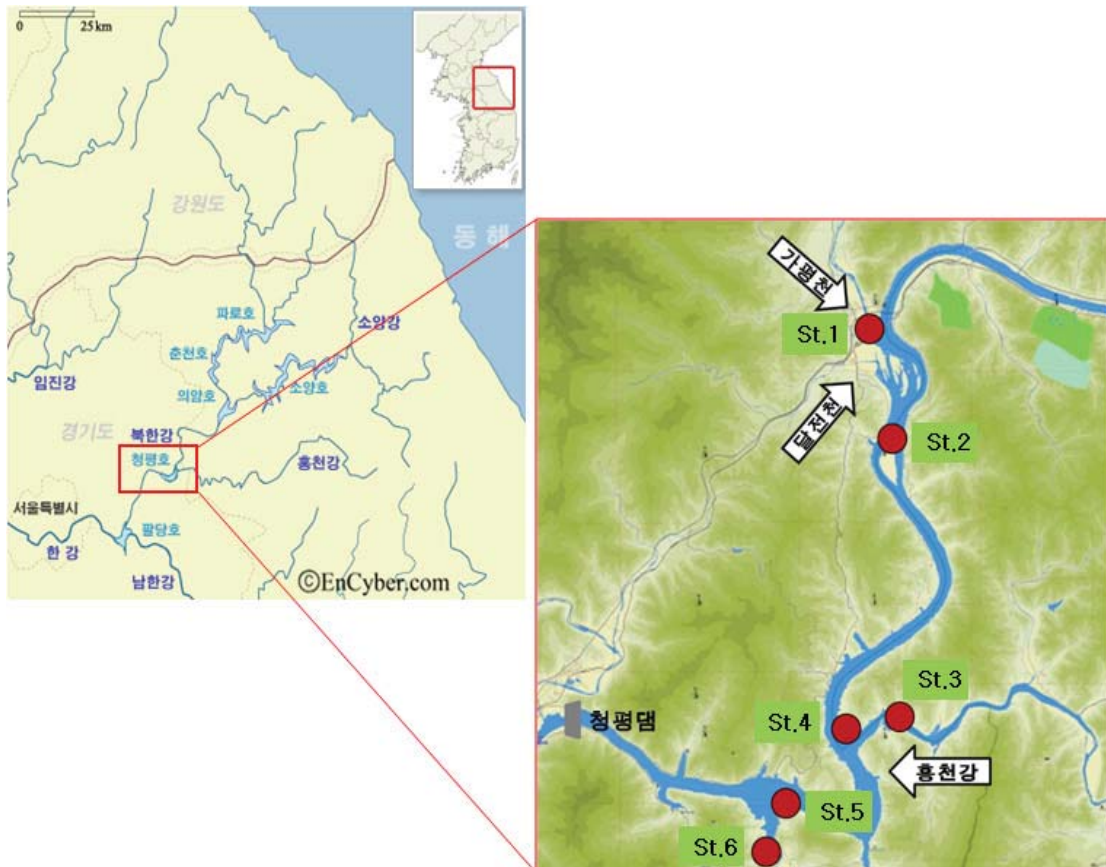 0
25 km
강원도
동 해
파로호
소양강
춘천호
임진강
의암호
소양호
경기도
북한강
청평호
홍천강
서울특별시
팔당호
한 강
남한강
©EnCyber.com
가평천
St.1
달전천
St.2
St.3
St.4
청평댐
홍천강
St.5
St.6